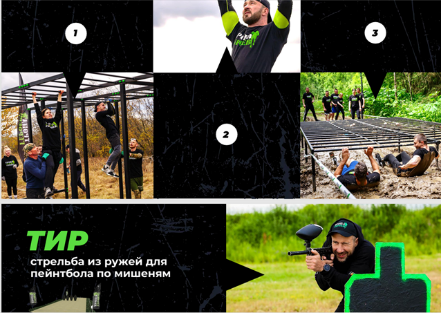 1
3
2
ТИР
стрельба из ружей для
пейнтбола по мишеням